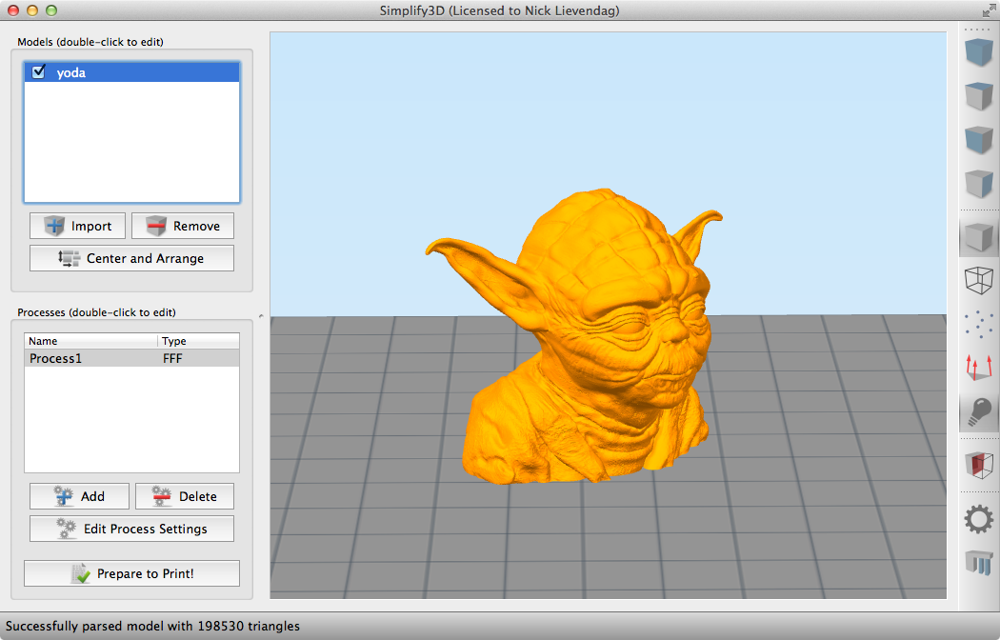 Simplify3D (Licensed to Nick Lievendag)
Models (double-click to edit)
yoda
Import
Remove
Center and Arrange
Processes (double-click to edit)
Name Type
Process1 FFF
Add
Delete
Edit Process Settings
Prepare to Print!
Successfully parsed model with 198530 triangles